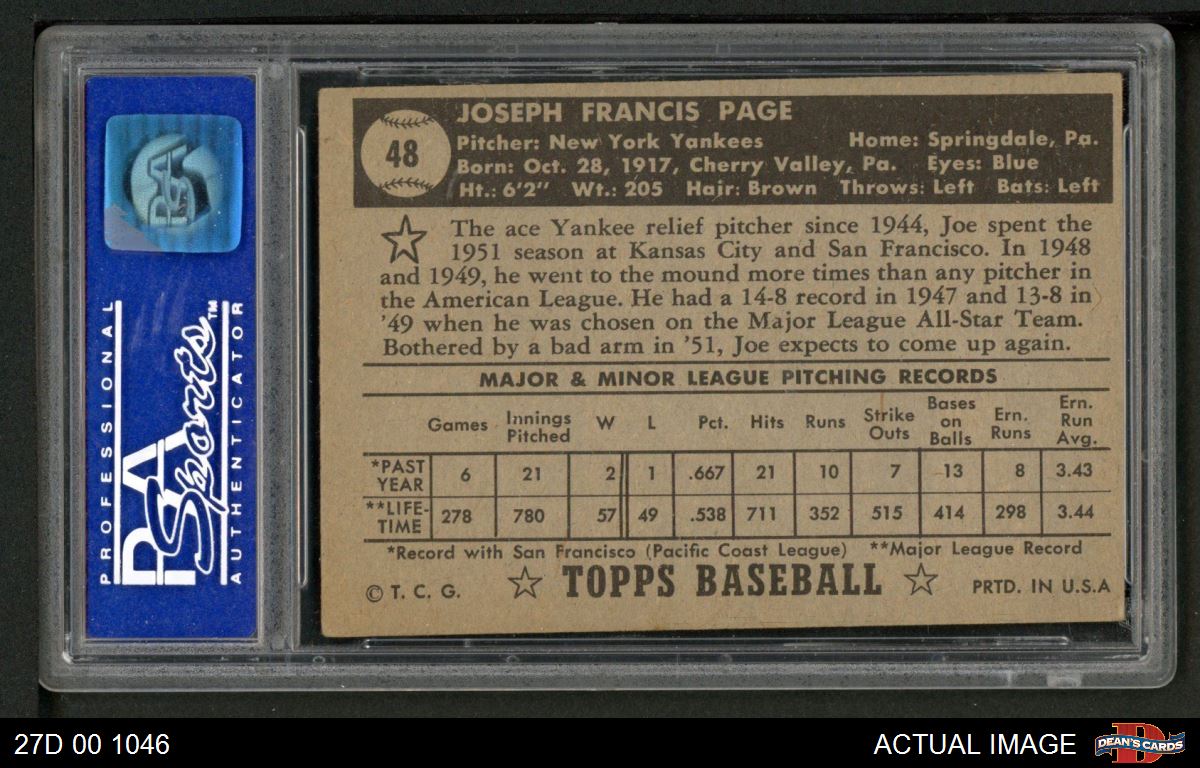 PROFESSIONAL
PSA
Sports™
AUTHENTICATOR
PSA
48
JOSEPH FRANCIS PAGE
Pitcher: New York Yankees Home: Springdale, Pa.
Born: Oct. 28, 1917, Cherry Valley, Pa. Eyes: Blue
Ht.: 6'2" Wt.: 205 Hair: Brown Throws: Left Bats: Left
The ace Yankee relief pitcher since 1944, Joe spent the
1951 season at Kansas City and San Francisco. In 1948
and 1949, he went to the mound more times than any pitcher in
the American League. He had a 14-8 record in 1947 and 13-8 in
'49 when he was chosen on the Major League All-Star Team.
Bothered by a bad arm in '51, Joe expects to come up again.
MAJOR & MINOR LEAGUE PITCHING RECORDS
Games Innings Pitched W L Pct. Hits Runs Strike Outs Bases on Balls Ern. Runs Ern. Run Avg.
*PAST YEAR 6 21 2 1 .667 21 10 7 13 8 3.43
**LIFE-TIME 278 780 57 49 .538 711 352 515 414 298 3.44
*Record with San Francisco (Pacific Coast League) **Major League Record
© T. C. G. TOPPS BASEBALL PRTD. IN U.S.A
27D 00 1046
ACTUAL IMAGE
D
DEAN'S CARDS